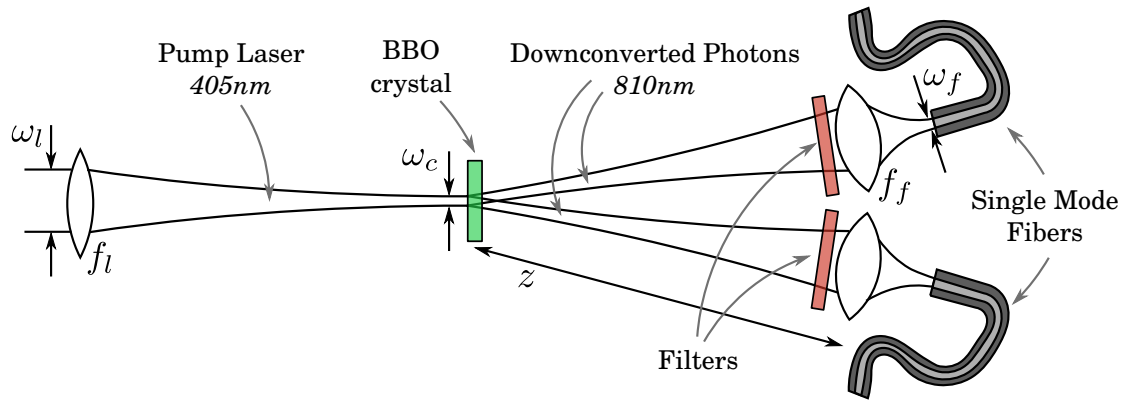 Pump Laser
405nm
BBO
crystal
Downconverted Photons
810nm
ω_l
f_l
ω_c
z
ω_f
f_f
Single Mode
Fibers
Filters